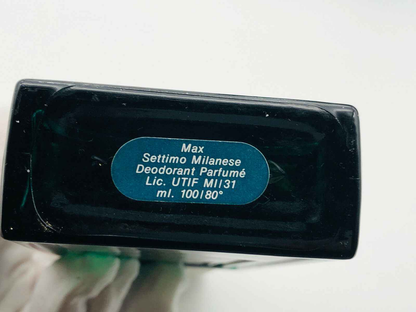 Max
Settimo Milanese
Deodorant Parfumé
Lic. UTIF MI/31
ml. 100/80°